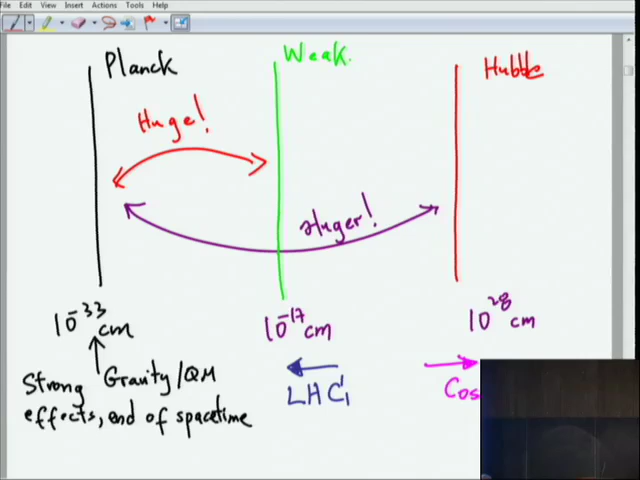 File Edit View Insert Actions Tools Help
Planck
Weak.
Hubble
Huge!
Huger!
10⁻³³ cm
10⁻¹⁷ cm
10²⁸ cm
Strong Gravity/QM
effects, end of spacetime
LHC
Cos